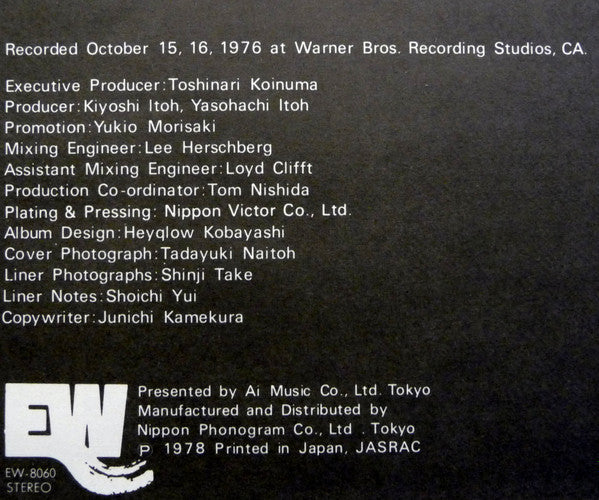 Recorded October 15, 16, 1976 at Warner Bros. Recording Studios, CA.
Executive Producer:Toshinari Koinuma
Producer:Kiyoshi Itoh, Yasohachi Itoh
Promotion:Yukio Morisaki
Mixing Engineer:Lee Herschberg
Assistant Mixing Engineer:Loyd Clifft
Production Co-ordinator:Tom Nishida
Plating & Pressing: Nippon Victor Co., Ltd.
Album Design:Heyqlow Kobayashi
Cover Photograph:Tadayuki Naitoh
Liner Photographs:Shinji Take
Liner Notes:Shoichi Yui
Copywriter:Junichi Kamekura
EW
Presented by Ai Music Co., Ltd. Tokyo
Manufactured and Distributed by
Nippon Phonogram Co., Ltd . Tokyo
℗ 1978 Printed in Japan, JASRAC
EW-8060
STEREO